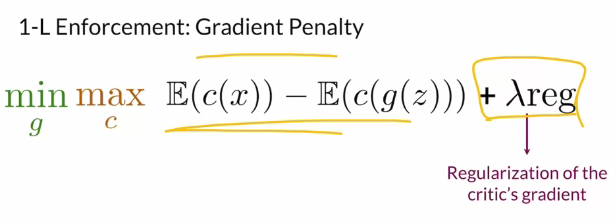 1-L Enforcement: Gradient Penalty
min max 𝔼(c(x)) − 𝔼(c(g(z))) + λreg
g c
Regularization of the
critic's gradient